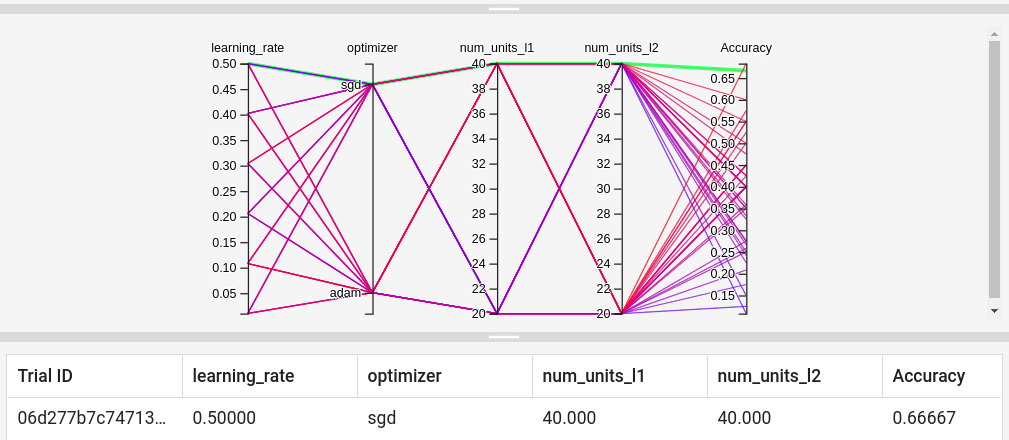 learning_rate optimizer num_units_l1 num_units_l2 Accuracy
0.50 40 40
sgd 0.65
0.45 38 38
0.60
0.40 36 36
0.55
0.35 34 34
0.50
0.30 32 32
0.45
0.25 30 30
0.40
0.20 28 28
0.35
0.15 26 26
0.30
0.10 24 24
0.25
0.05 22 22
0.20
adam 0.15
20 20
Trial ID learning_rate optimizer num_units_l1 num_units_l2 Accuracy
06d277b7c74713... 0.50000 sgd 40.000 40.000 0.66667